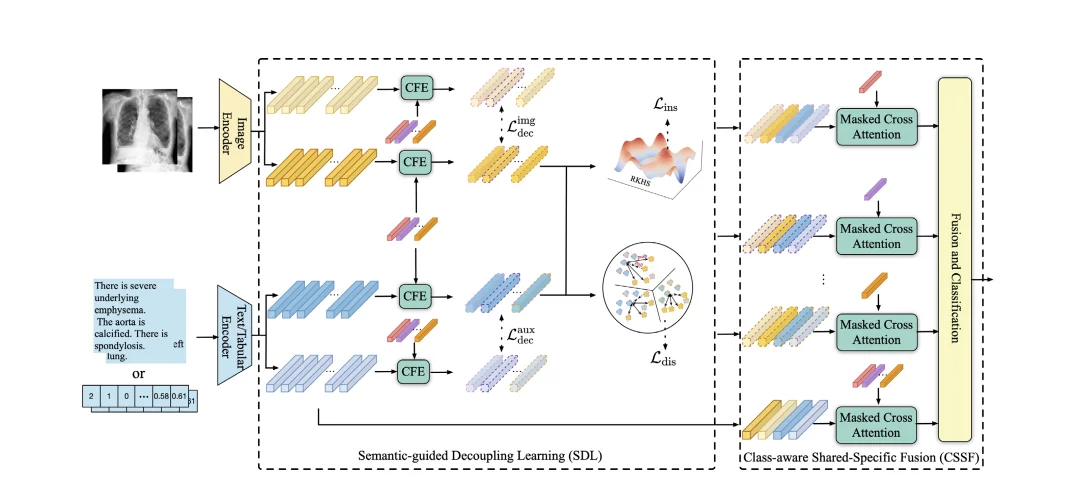 Image
Encoder
CFE
ℒ_dec^img
CFE
ℒ_ins
RKHS
There is severe
underlying
emphysema.
The aorta is
calcified. There is
spondylosis.
eft
lung.
or
2 1 0 ··· 0.58 0.61
31
Text/Tabular
Encoder
CFE
ℒ_dec^aux
CFE
ℒ_dis
Semantic-guided Decoupling Learning (SDL)
Masked Cross
Attention
Masked Cross
Attention
⋮
Masked Cross
Attention
Masked Cross
Attention
Fusion and Classification
Class-aware Shared-Specific Fusion (CSSF)